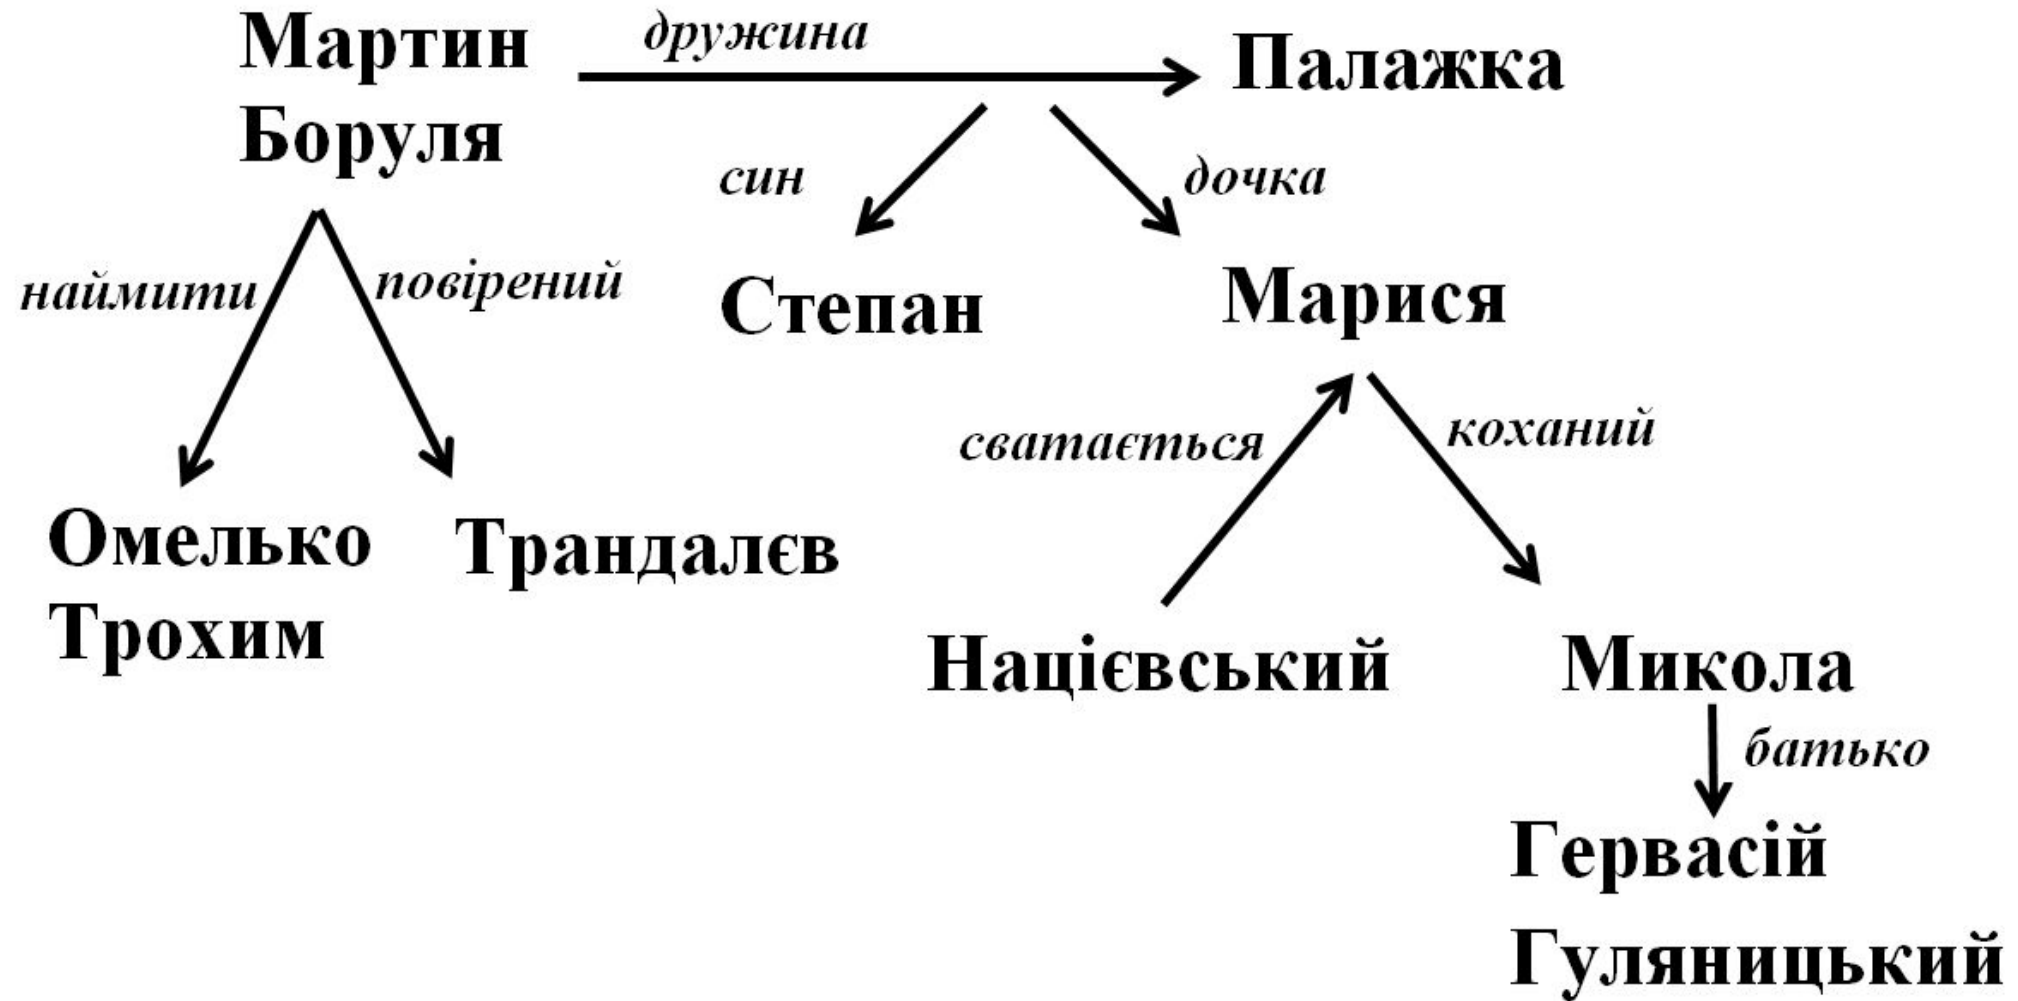 Мартин
Боруля
дружина
Палажка
син
дочка
наймити
повірений
Степан
Марися
сватається
коханий
Омелько
Трохим
Трандалєв
Націєвський
Микола
батько
Гервасій
Гуляницький